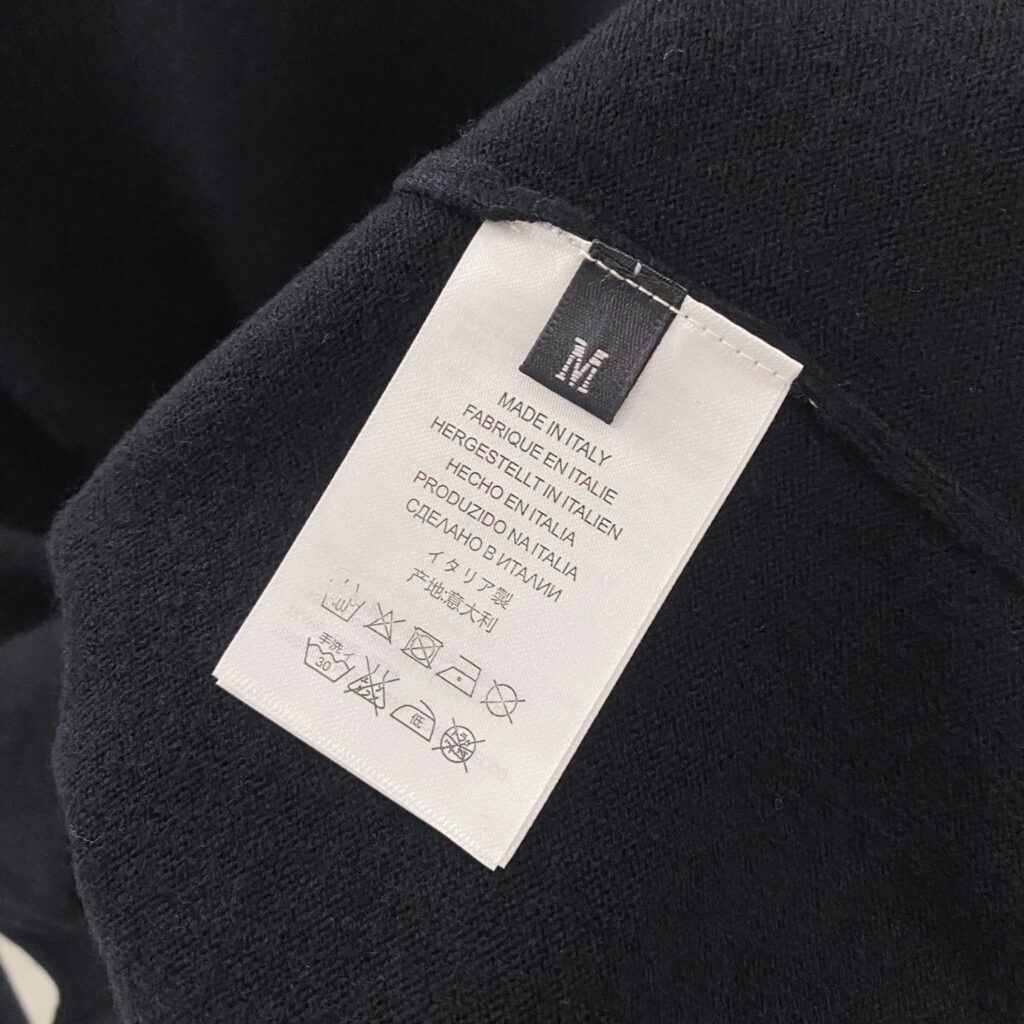 M
MADE IN ITALY
FABRIQUE EN ITALIE
HERGESTELLT IN ITALIEN
HECHO EN ITALIA
PRODUZIDO NA ITALIA
СДЕЛАНО В ИТАЛИИ
イタリア製
产地:意大利
手洗イ
30
低